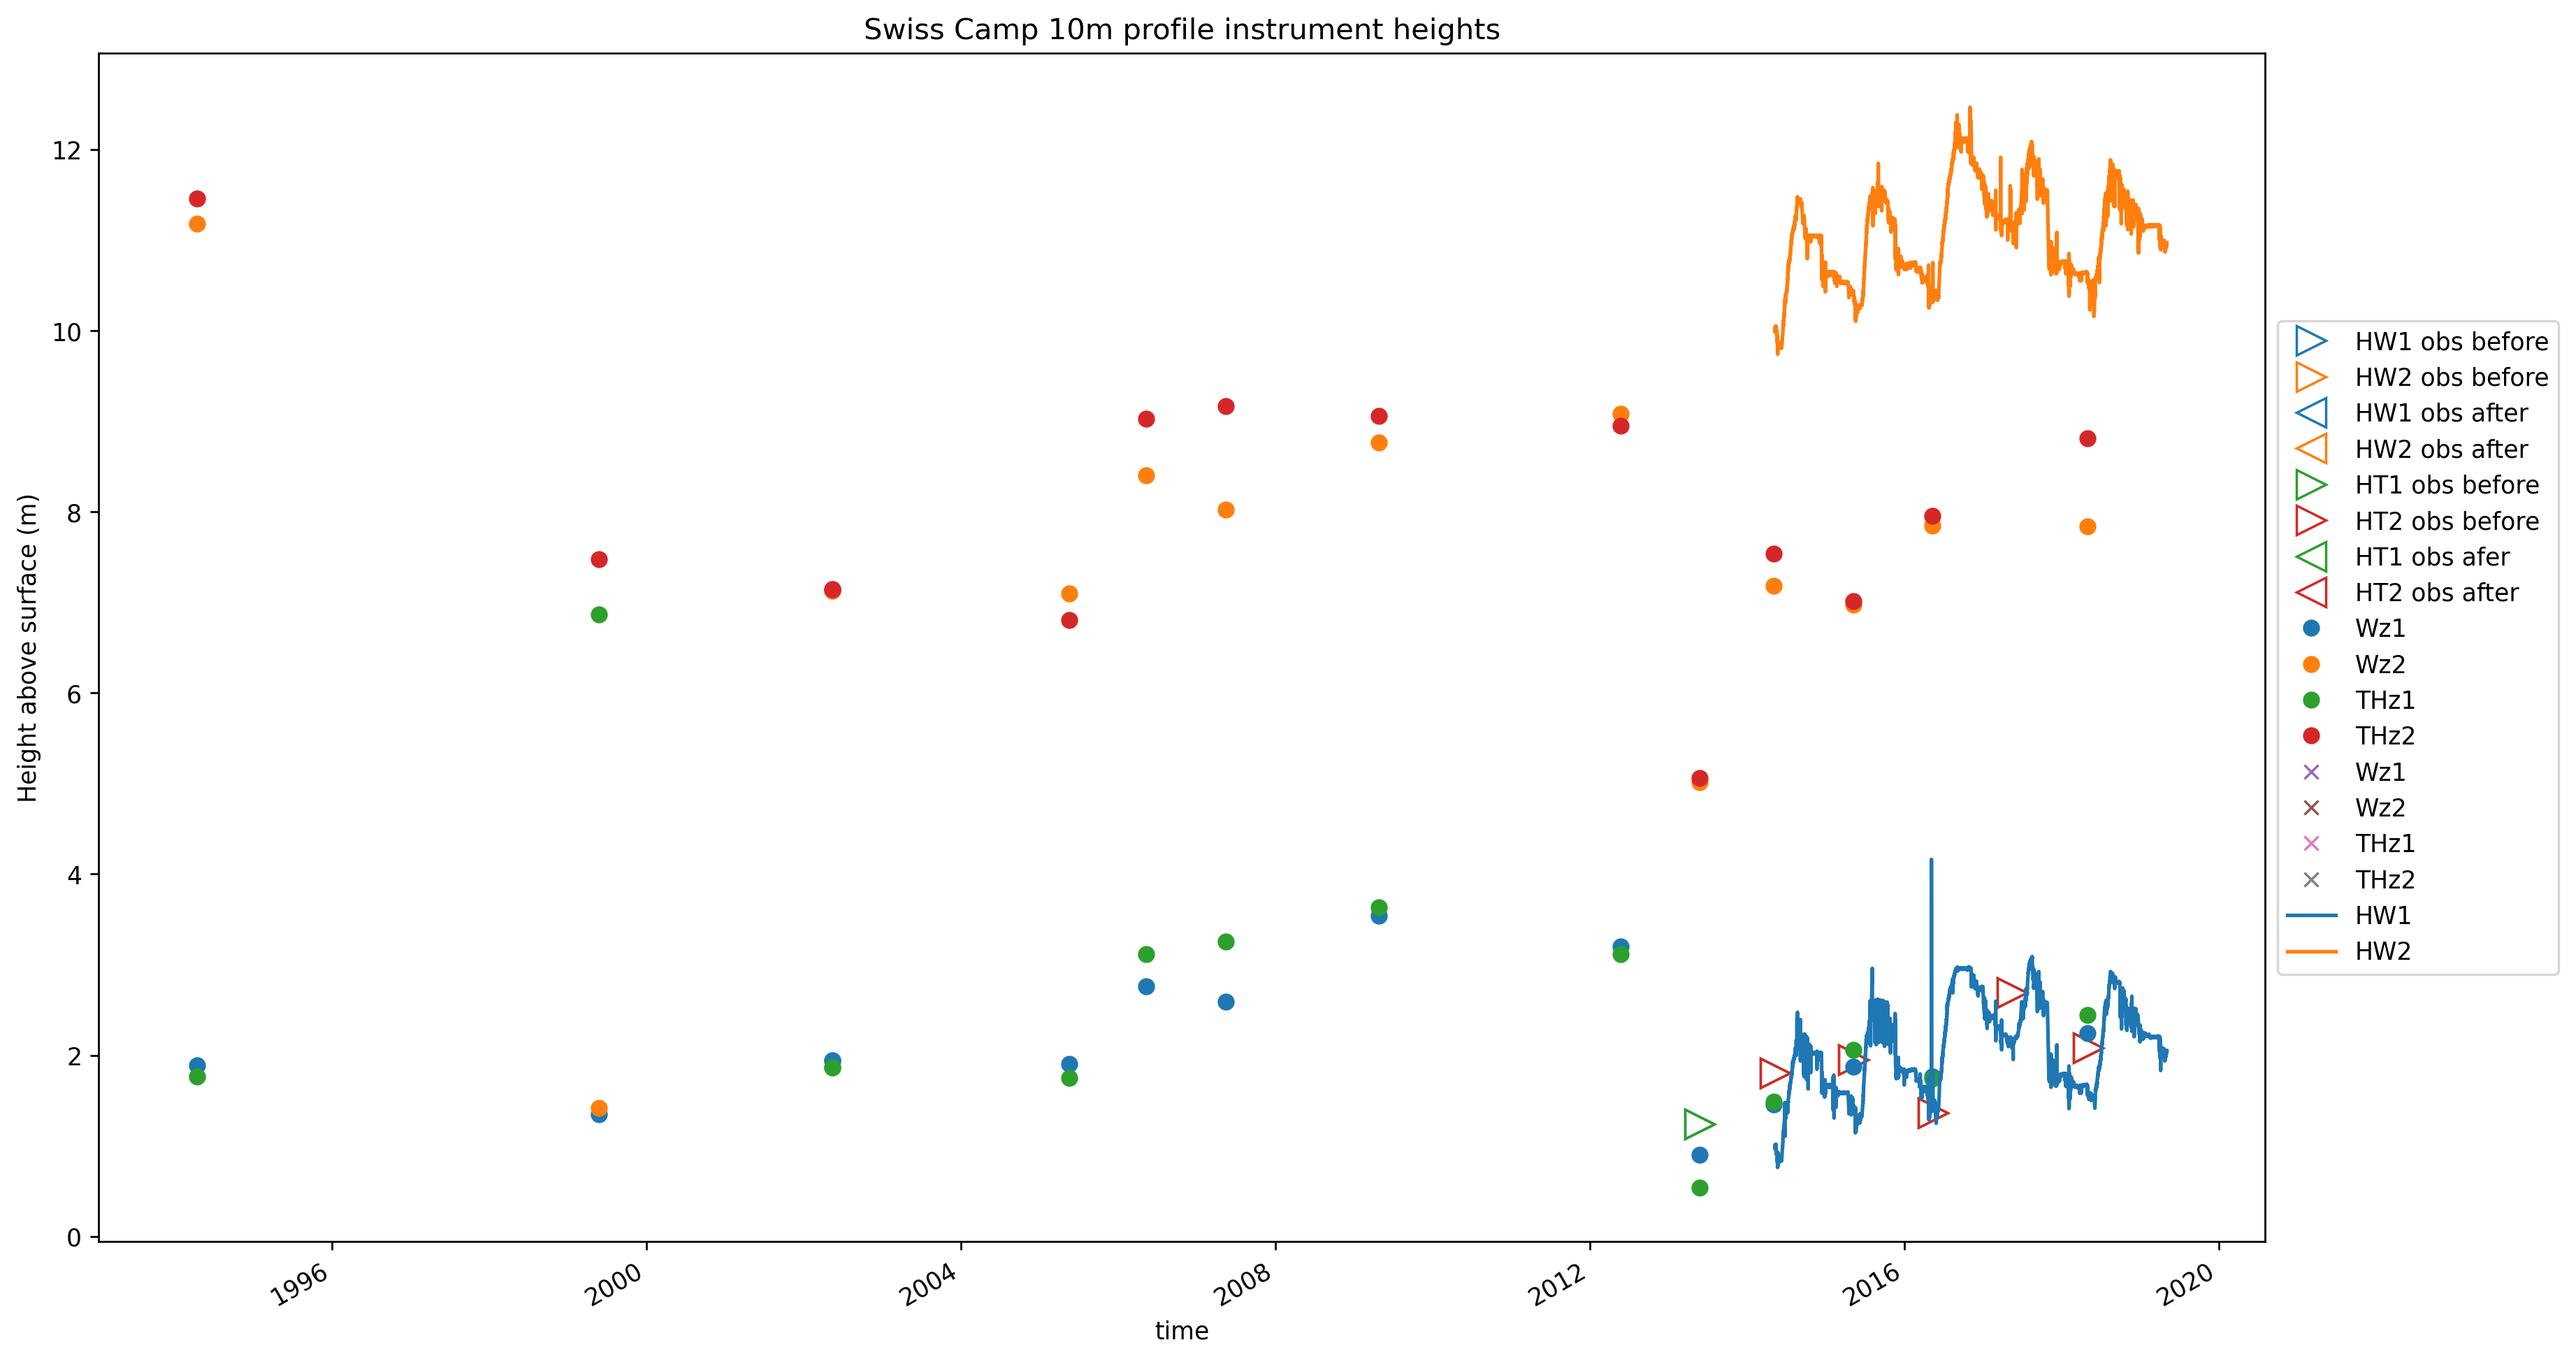 Swiss Camp 10m profile instrument heights
Height above surface (m)
12
10
8
6
4
2
0
1996
2000
2004
2008
2012
2016
2020
time
HW1 obs before
HW2 obs before
HW1 obs after
HW2 obs after
HT1 obs before
HT2 obs before
HT1 obs afer
HT2 obs after
Wz1
Wz2
THz1
THz2
Wz1
Wz2
THz1
THz2
HW1
HW2